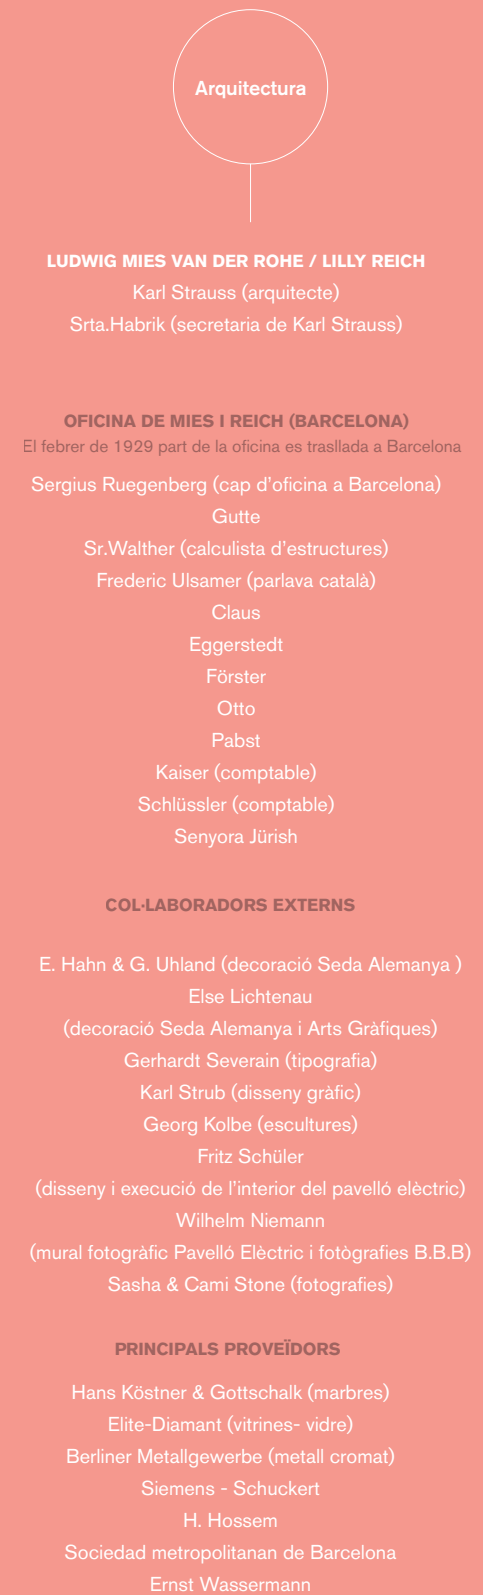 Arquitectura
LUDWIG MIES VAN DER ROHE / LILLY REICH
Karl Strauss (arquitecte)
Srta.Habrik (secretaria de Karl Strauss)
OFICINA DE MIES I REICH (BARCELONA)
El febrer de 1929 part de la oficina es trasllada a Barcelona
Sergius Ruegenberg (cap d'oficina a Barcelona)
Gutte
Sr.Walther (calculista d'estructures)
Frederic Ulsamer (parlava català)
Claus
Eggerstedt
Förster
Otto
Pabst
Kaiser (comptable)
Schlüssler (comptable)
Senyora Jürish
COL·LABORADORS EXTERNS
E. Hahn & G. Uhland (decoració Seda Alemanya )
Else Lichtenau
(decoració Seda Alemanya i Arts Gràfiques)
Gerhardt Severain (tipografia)
Karl Strub (disseny gràfic)
Georg Kolbe (escultures)
Fritz Schüler
(disseny i execució de l'interior del pavelló elèctric)
Wilhelm Niemann
(mural fotogràfic Pavelló Elèctric i fotògrafies B.B.B)
Sasha & Cami Stone (fotografies)
PRINCIPALS PROVEÏDORS
Hans Köstner & Gottschalk (marbres)
Elite-Diamant (vitrines- vidre)
Berliner Metallgewerbe (metall cromat)
Siemens - Schuckert
H. Hossem
Sociedad metropolitanan de Barcelona
Ernst Wassermann